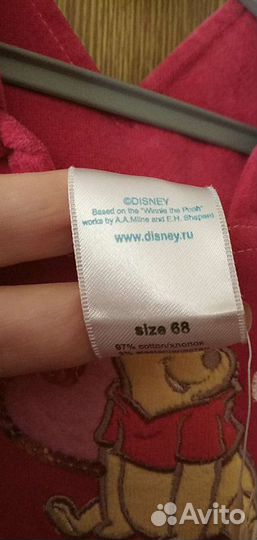 ©DISNEY
Based on the "Winnie the Pooh"
works by A.A.Milne and E.H. Shepard
www.disney.ru
size 68
97% cotton/хлопок
Avito